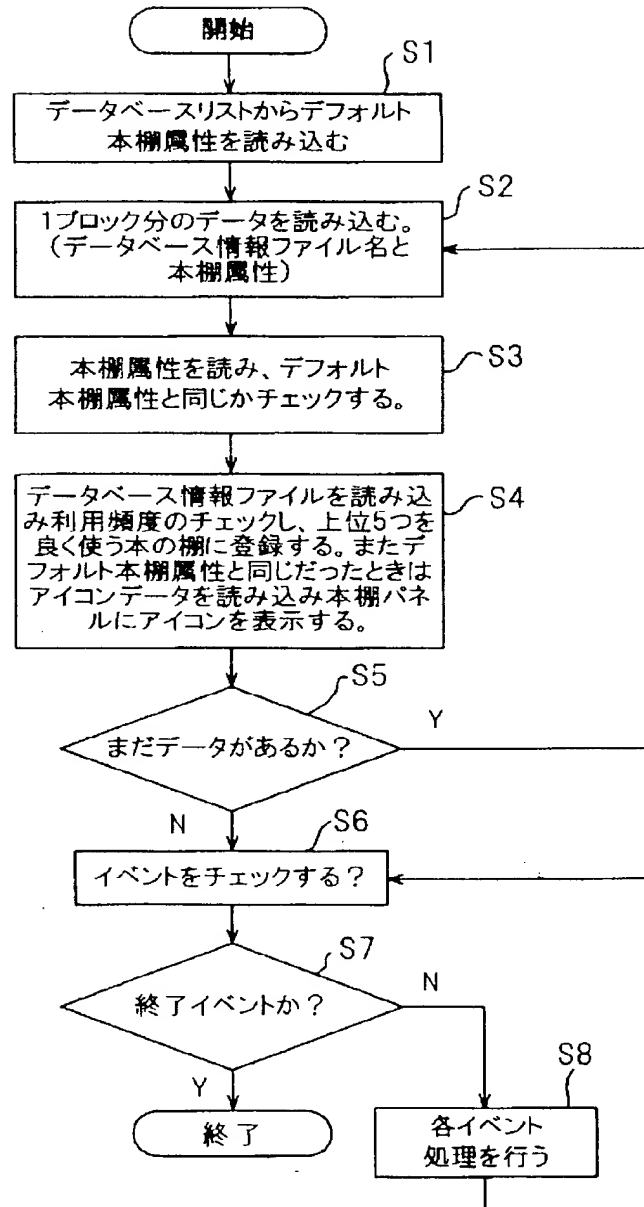 開始
S1
データベースリストからデフォルト
本棚属性を読み込む
S2
1ブロック分のデータを読み込む。
(データベース情報ファイル名と
本棚属性)
S3
本棚属性を読み、デフォルト
本棚属性と同じかチェックする。
S4
データベース情報ファイルを読み込
み利用頻度のチェックし、上位5つを
良く使う本の棚に登録する。またデ
フォルト本棚属性と同じだったときは
アイコンデータを読み込み本棚パネ
ルにアイコンを表示する。
S5
まだデータがあるか?
Y
N
S6
イベントをチェックする?
S7
終了イベントか?
N
Y
終了
S8
各イベント
処理を行う